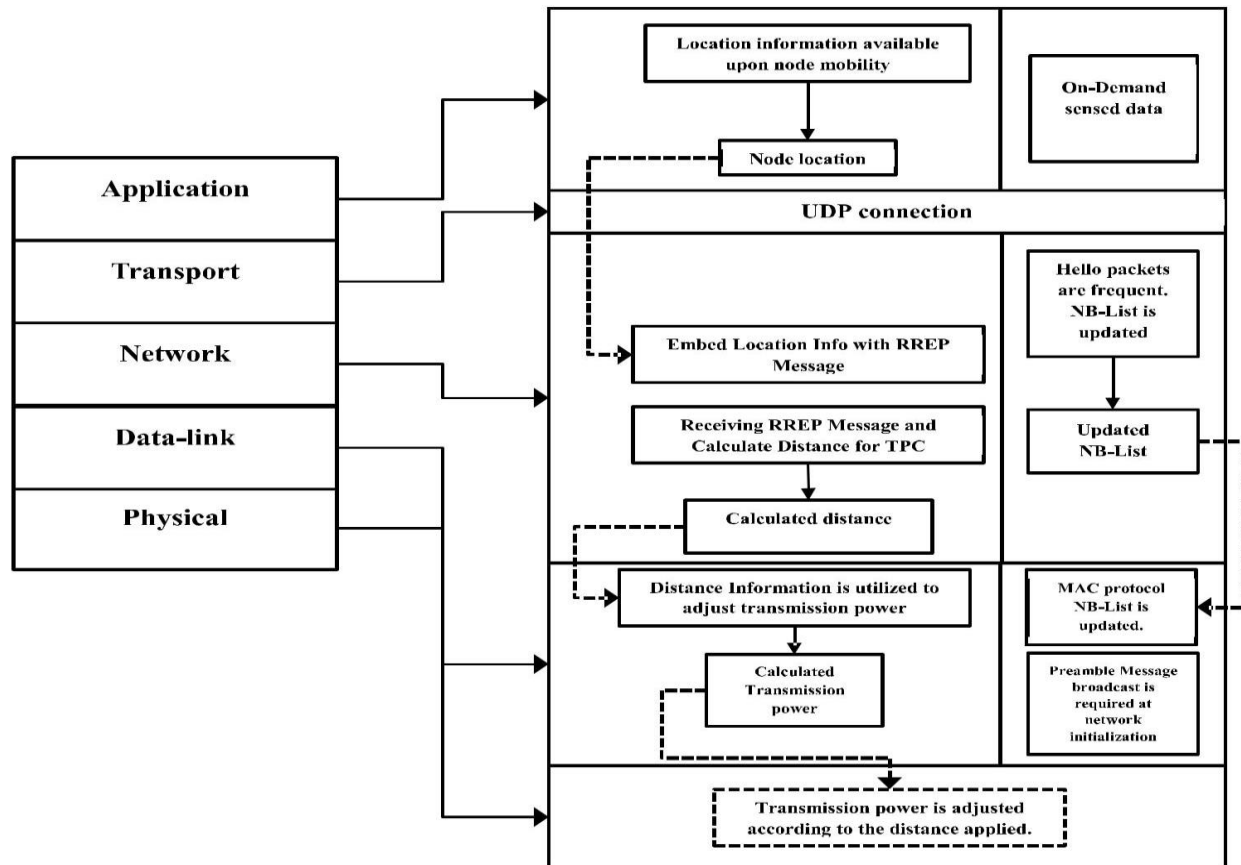 Application
Transport
Network
Data-link
Physical
Location information available
upon node mobility
Node location
On-Demand
sensed data
UDP connection
Embed Location Info with RREP
Message
Receiving RREP Message and
Calculate Distance for TPC
Calculated distance
Hello packets
are frequent.
NB-List is
updated
Updated
NB-List
Distance Information is utilized to
adjust transmission power
Calculated
Transmission
power
MAC protocol
NB-List is
updated.
Preamble Message
broadcast is
required at
network
initialization
Transmission power is adjusted
according to the distance applied.